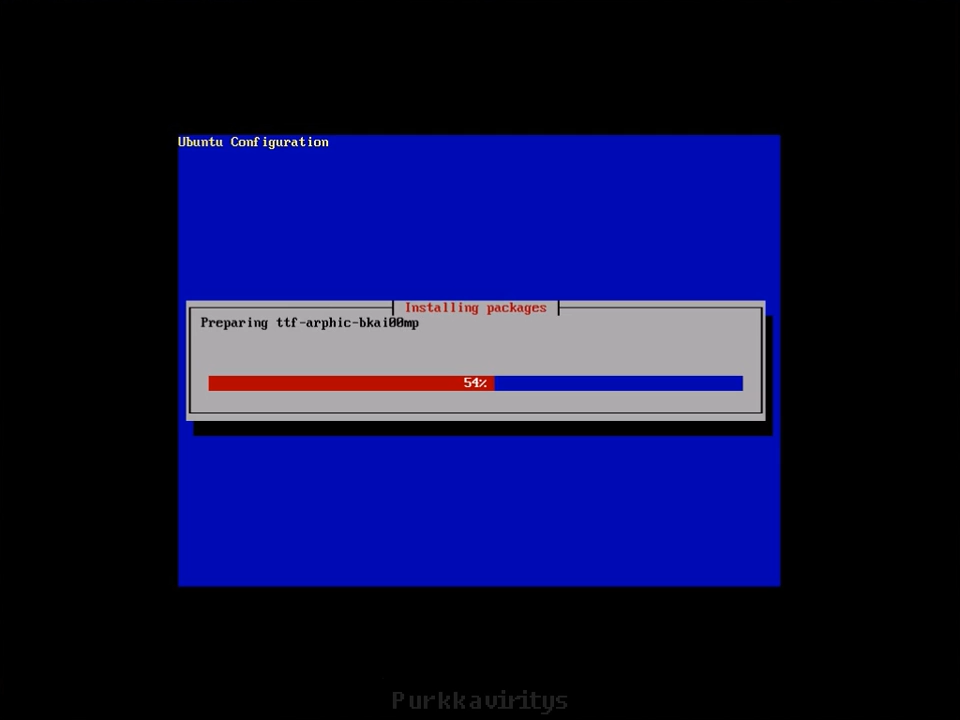 Ubuntu Configuration
Installing packages
Preparing ttf-arphic-bkai00mp
54%
Purkkaviritys